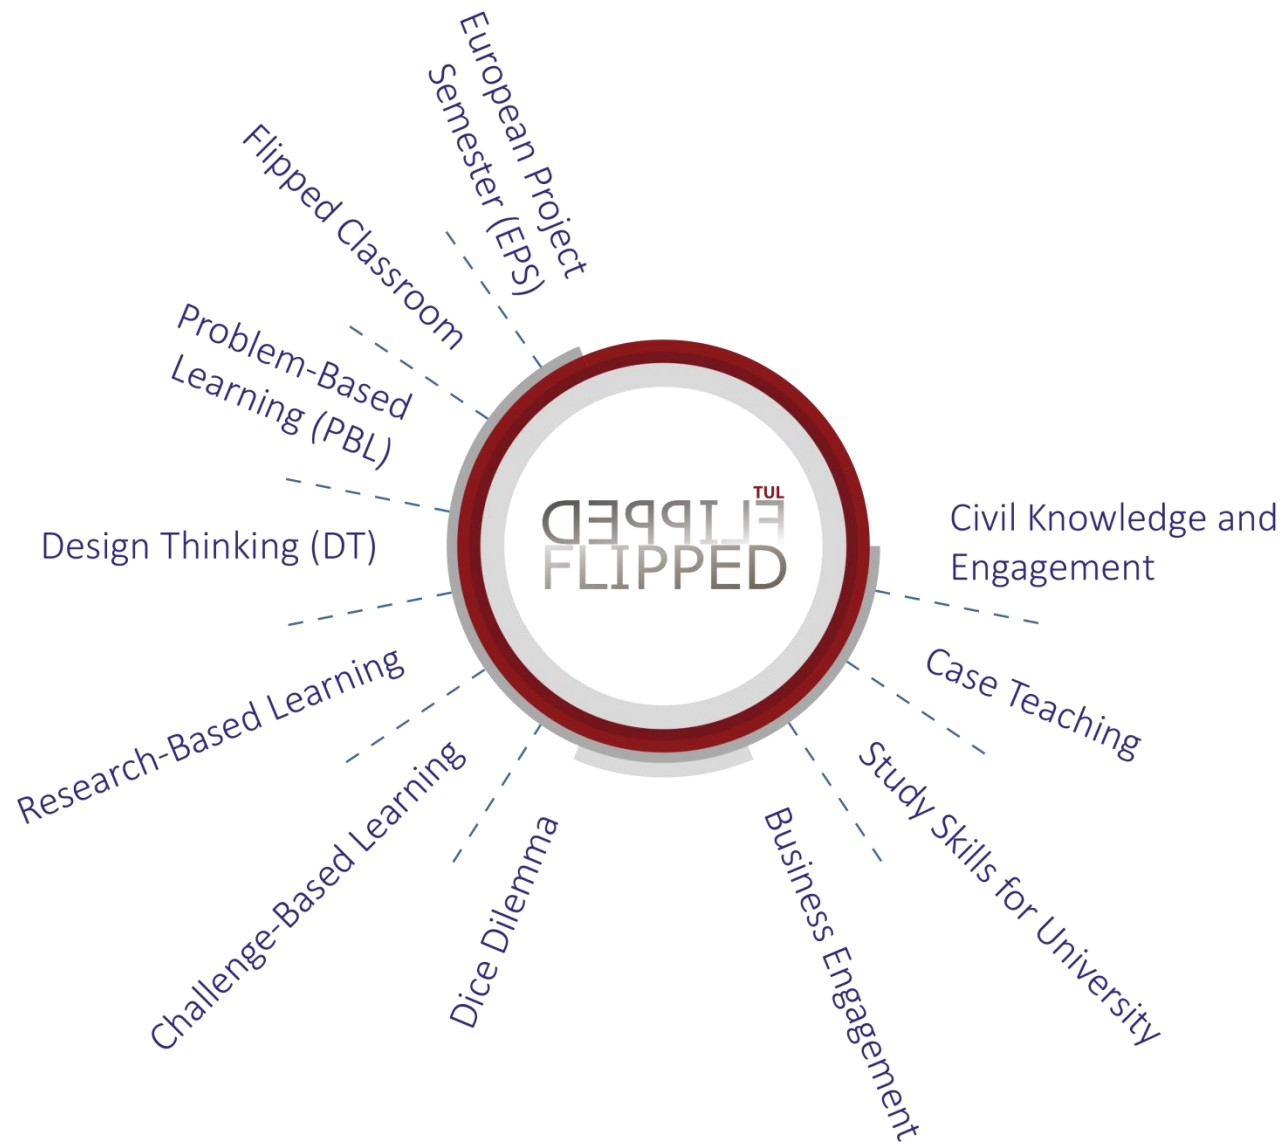 European Project
Semester (EPS)
Flipped Classroom
Problem-Based
Learning (PBL)
Design Thinking (DT)
Research-Based Learning
Challenge-Based Learning
Dice Dilemma
Business Engagement
Study Skills for University
Case Teaching
Civil Knowledge and
Engagement
TUL
FLIPPED
FLIPPED